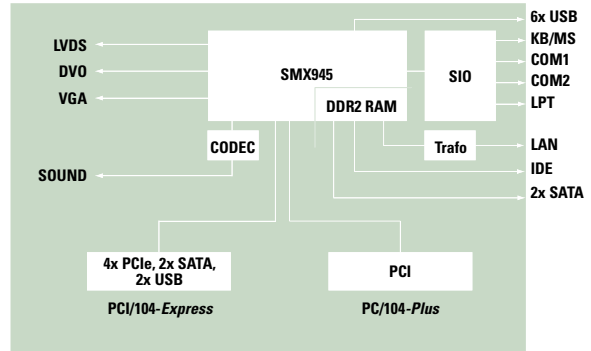 6x USB
LVDS
KB/MS
COM1
DVO
SMX945
SIO
COM2
VGA
DDR2 RAM
LPT
CODEC
Trafo
LAN
IDE
SOUND
2x SATA
4x PCIe, 2x SATA,
2x USB
PCI
PCI/104-Express
PC/104-Plus